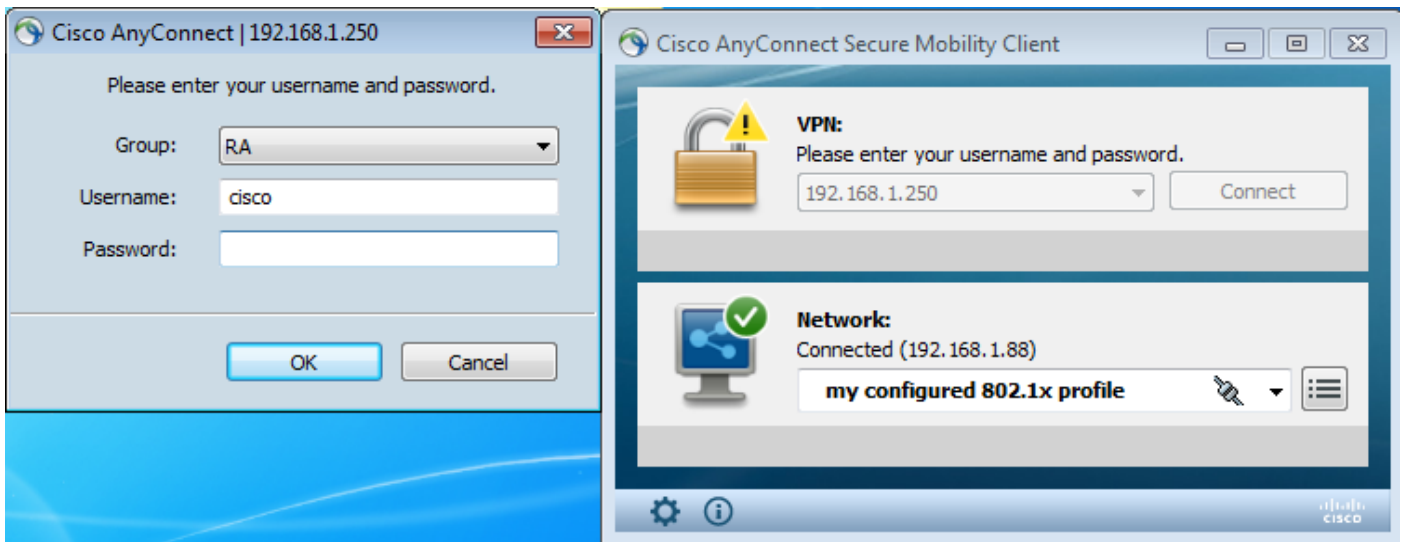 Cisco AnyConnect | 192.168.1.250
Please enter your username and password.
Group: RA
Username: cisco
Password:
OK Cancel
Cisco AnyConnect Secure Mobility Client
VPN:
Please enter your username and password.
192.168.1.250 Connect
Network:
Connected (192.168.1.88)
my configured 802.1x profile
CISCO